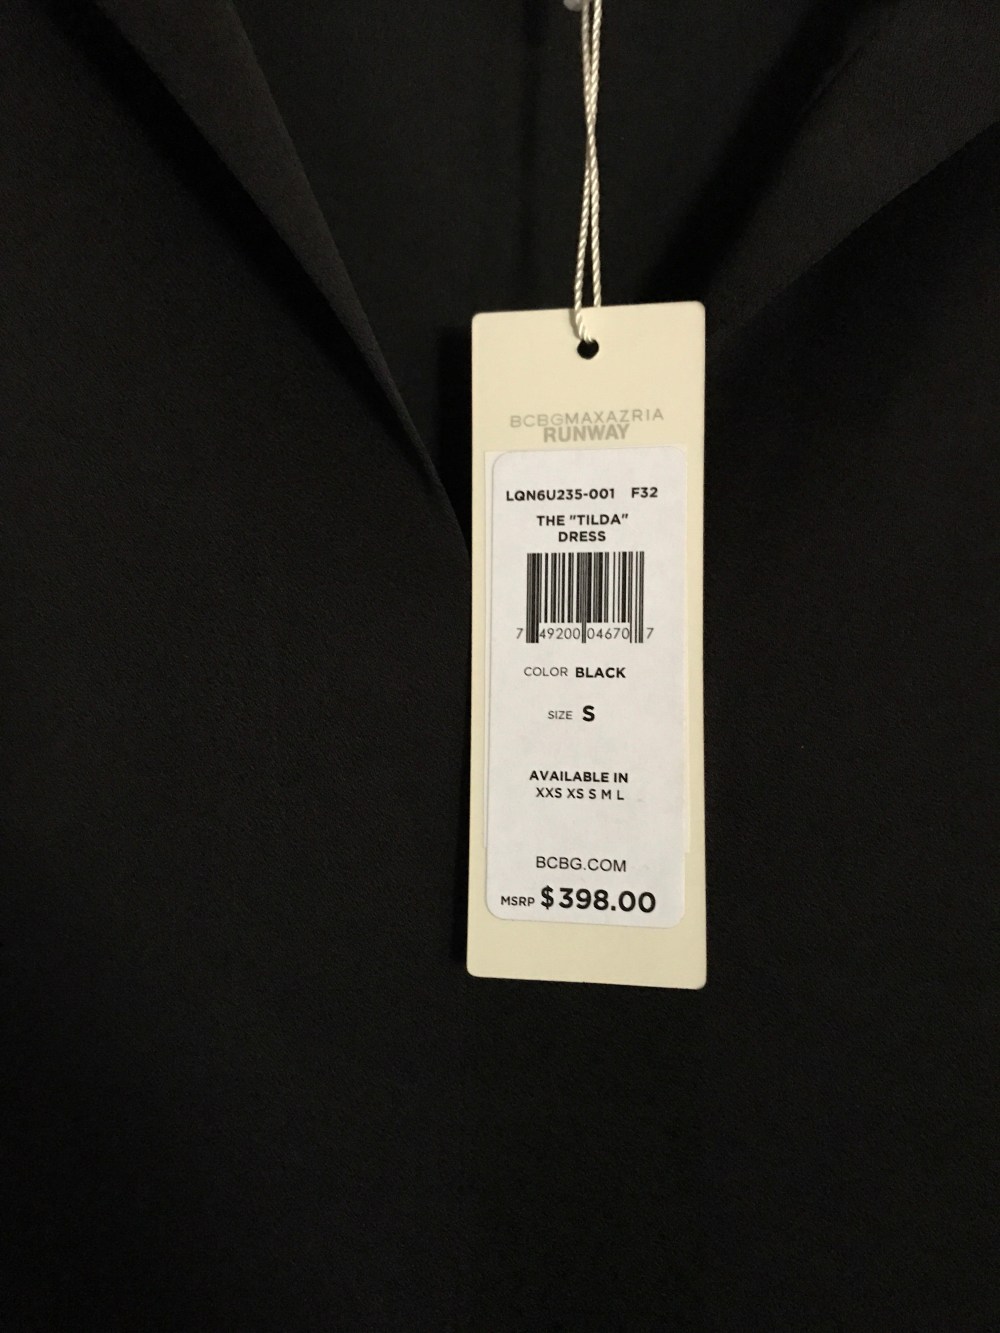 BCBGMAXAZRIA
RUNWAY
LQN6U235-001 F32
THE "TILDA"
DRESS
7 49200 04670 7
COLOR BLACK
SIZE S
AVAILABLE IN
XXS XS S M L
BCBG.COM
MSRP $398.00